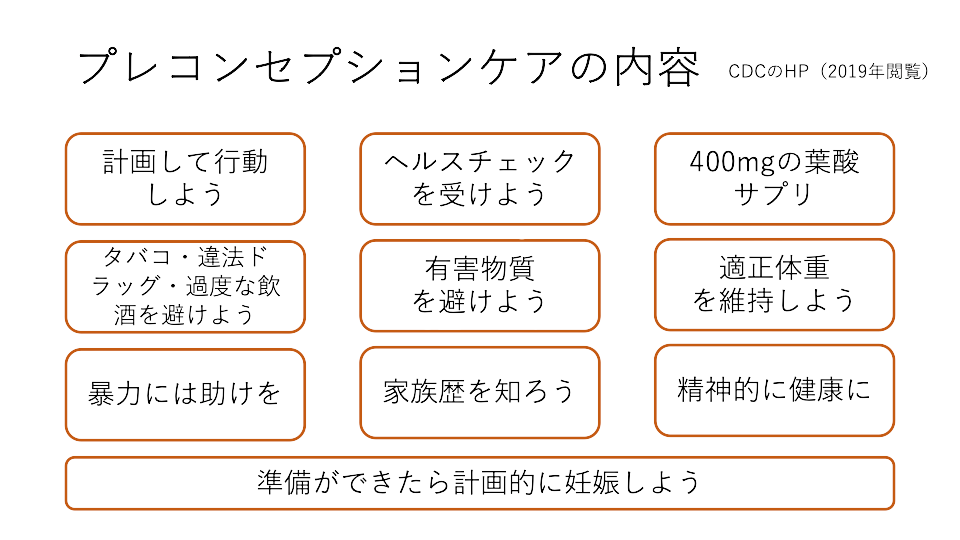 プレコンセプションケアの内容 CDCのHP（2019年閲覧）
計画して行動
しよう
ヘルスチェック
を受けよう
400mgの葉酸
サプリ
タバコ・違法ド
ラッグ・過度な飲
酒を避けよう
有害物質
を避けよう
適正体重
を維持しよう
暴力には助けを
家族歴を知ろう
精神的に健康に
準備ができたら計画的に妊娠しよう